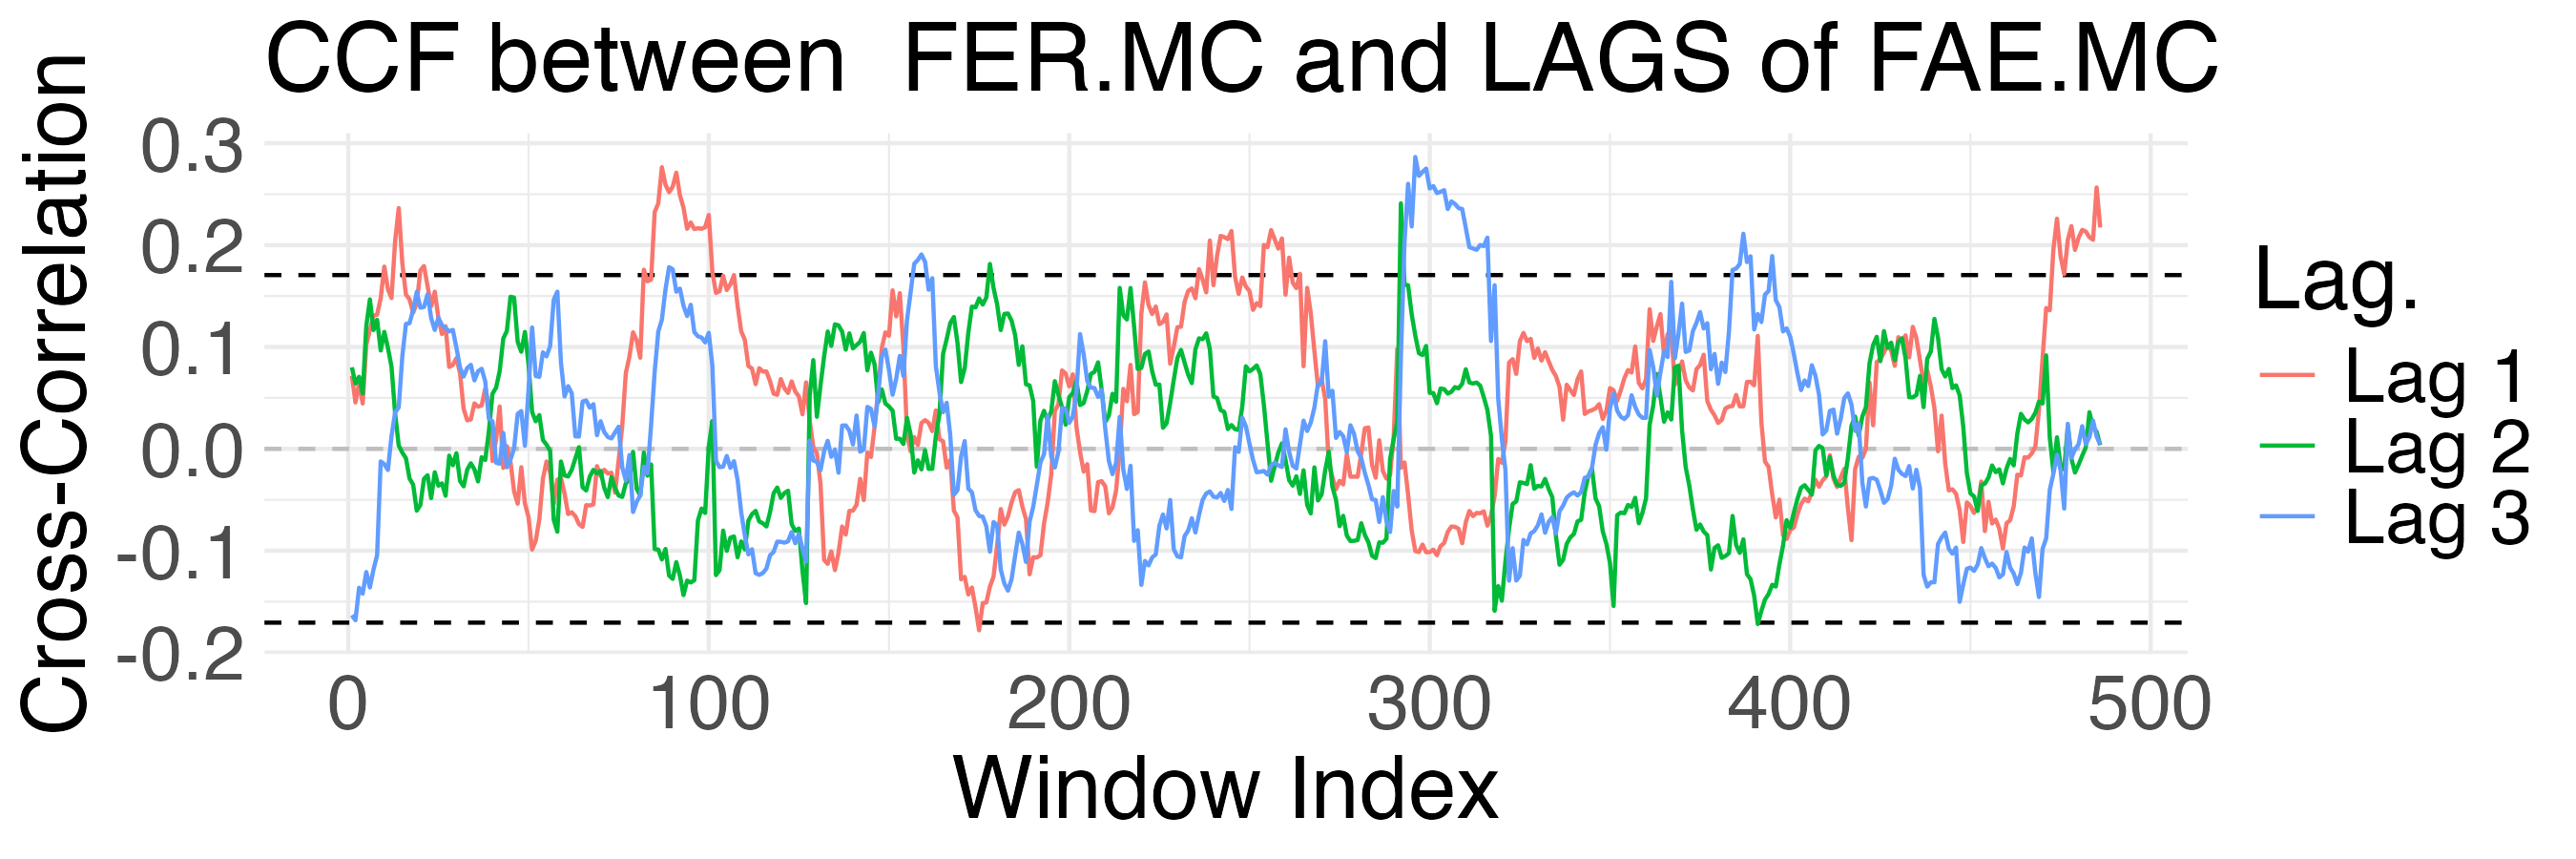 CCF between  FER.MC and LAGS of FAE.MC
Cross-Correlation
0.3
0.2
0.1
0.0
-0.1
-0.2
0 100 200 300 400 500
Window Index
Lag.
Lag 1
Lag 2
Lag 3